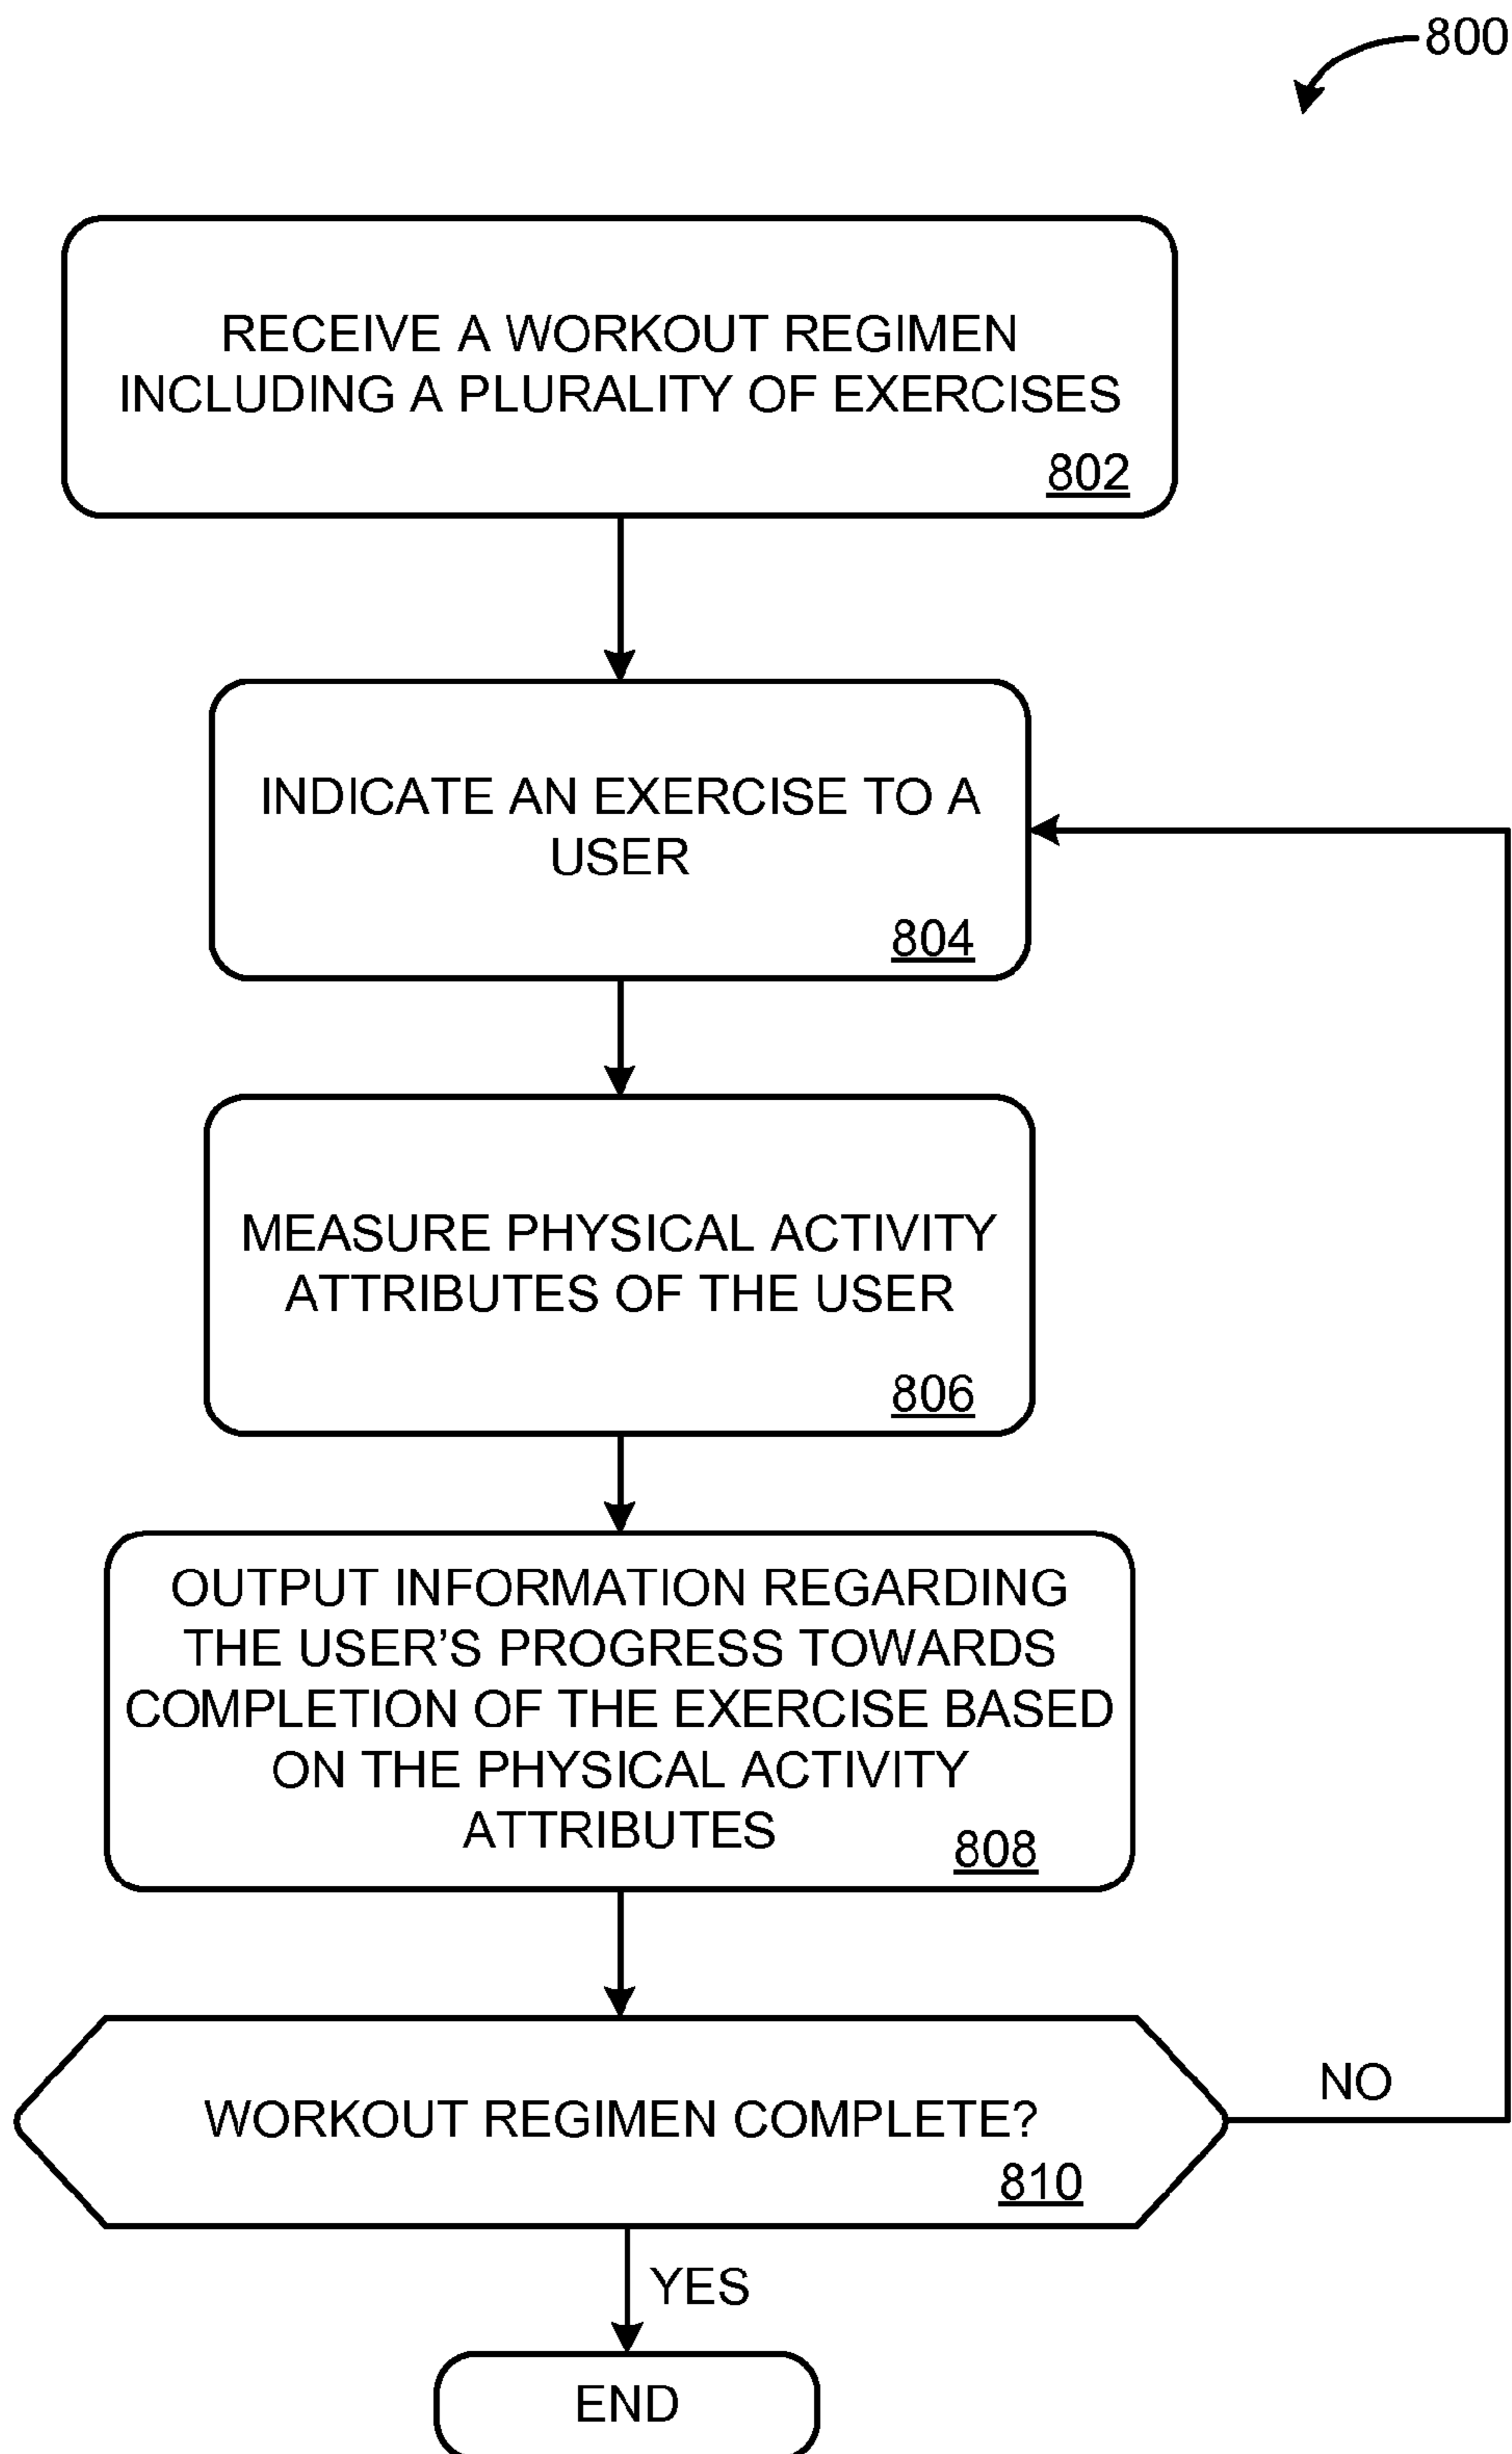 800
RECEIVE A WORKOUT REGIMEN
INCLUDING A PLURALITY OF EXERCISES
802
INDICATE AN EXERCISE TO A
USER
804
MEASURE PHYSICAL ACTIVITY
ATTRIBUTES OF THE USER
806
OUTPUT INFORMATION REGARDING
THE USER'S PROGRESS TOWARDS
COMPLETION OF THE EXERCISE BASED
ON THE PHYSICAL ACTIVITY
ATTRIBUTES
808
WORKOUT REGIMEN COMPLETE?
810
NO
YES
END